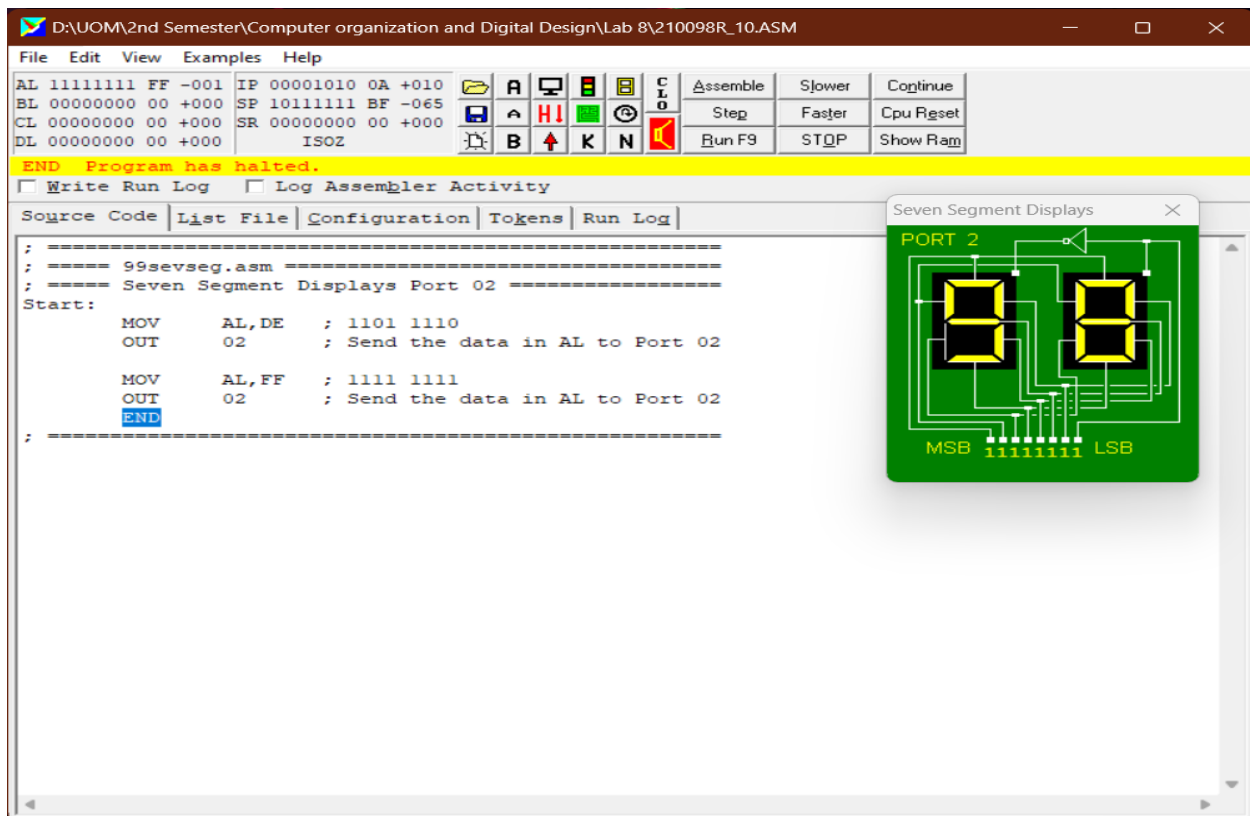 D:\UOM\2nd Semester\Computer organization and Digital Design\Lab 8\210098R_10.ASM
File Edit View Examples Help
AL 11111111 FF -001 IP 00001010 0A +010
BL 00000000 00 +000 SP 10111111 BF -065
CL 00000000 00 +000 SR 00000000 00 +000
DL 00000000 00 +000 ISOZ
A CLO Assemble Slower Continue
A H Step Faster Cpu Reset
B K N Run F9 STOP Show Ram
END Program has halted.
Write Run Log Log Assembler Activity
Source Code List File Configuration Tokens Run Log
; ======================================================
; ===== 99sevseg.asm ===================================
; ===== Seven Segment Displays Port 02 =================
Start:
MOV AL,DE ; 1101 1110
OUT 02 ; Send the data in AL to Port 02
MOV AL,FF ; 1111 1111
OUT 02 ; Send the data in AL to Port 02
END
; ======================================================
Seven Segment Displays
PORT 2
MSB 11111111 LSB